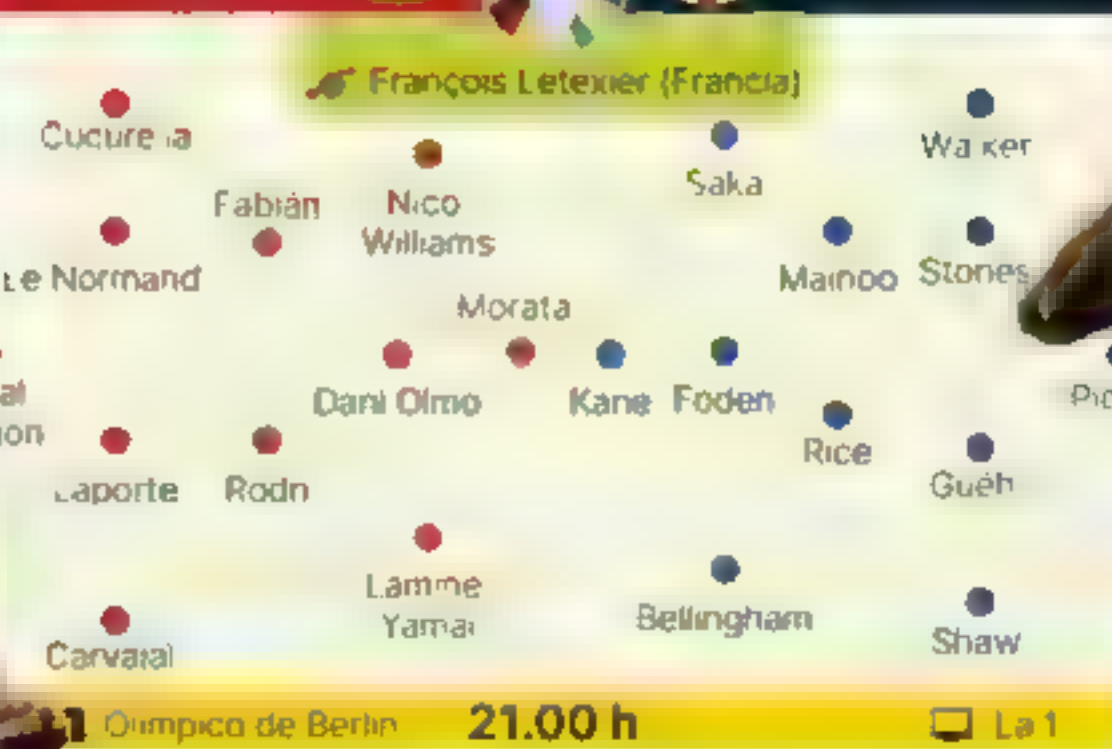 François Letexier (Francia)
Cucurella
Walker
Saka
Nico
Williams
Fabián
Le Normand
Mainoo
Stones
Morata
Dani Olmo
Kane
Foden
Rice
Laporte
Rodri
Guéhi
Lamine
Yamal
Bellingham
Carvajal
Shaw
Olímpico de Berlín
21.00 h
La 1